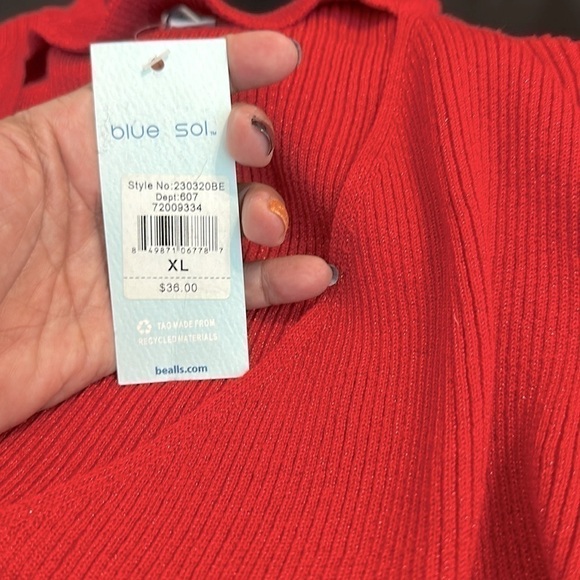 blue sol™
Style No:230320BE
Dept:607
72009334
8 49871 06778 7
XL
$36.00
TAG MADE FROM
RECYCLED MATERIALS
bealls.com